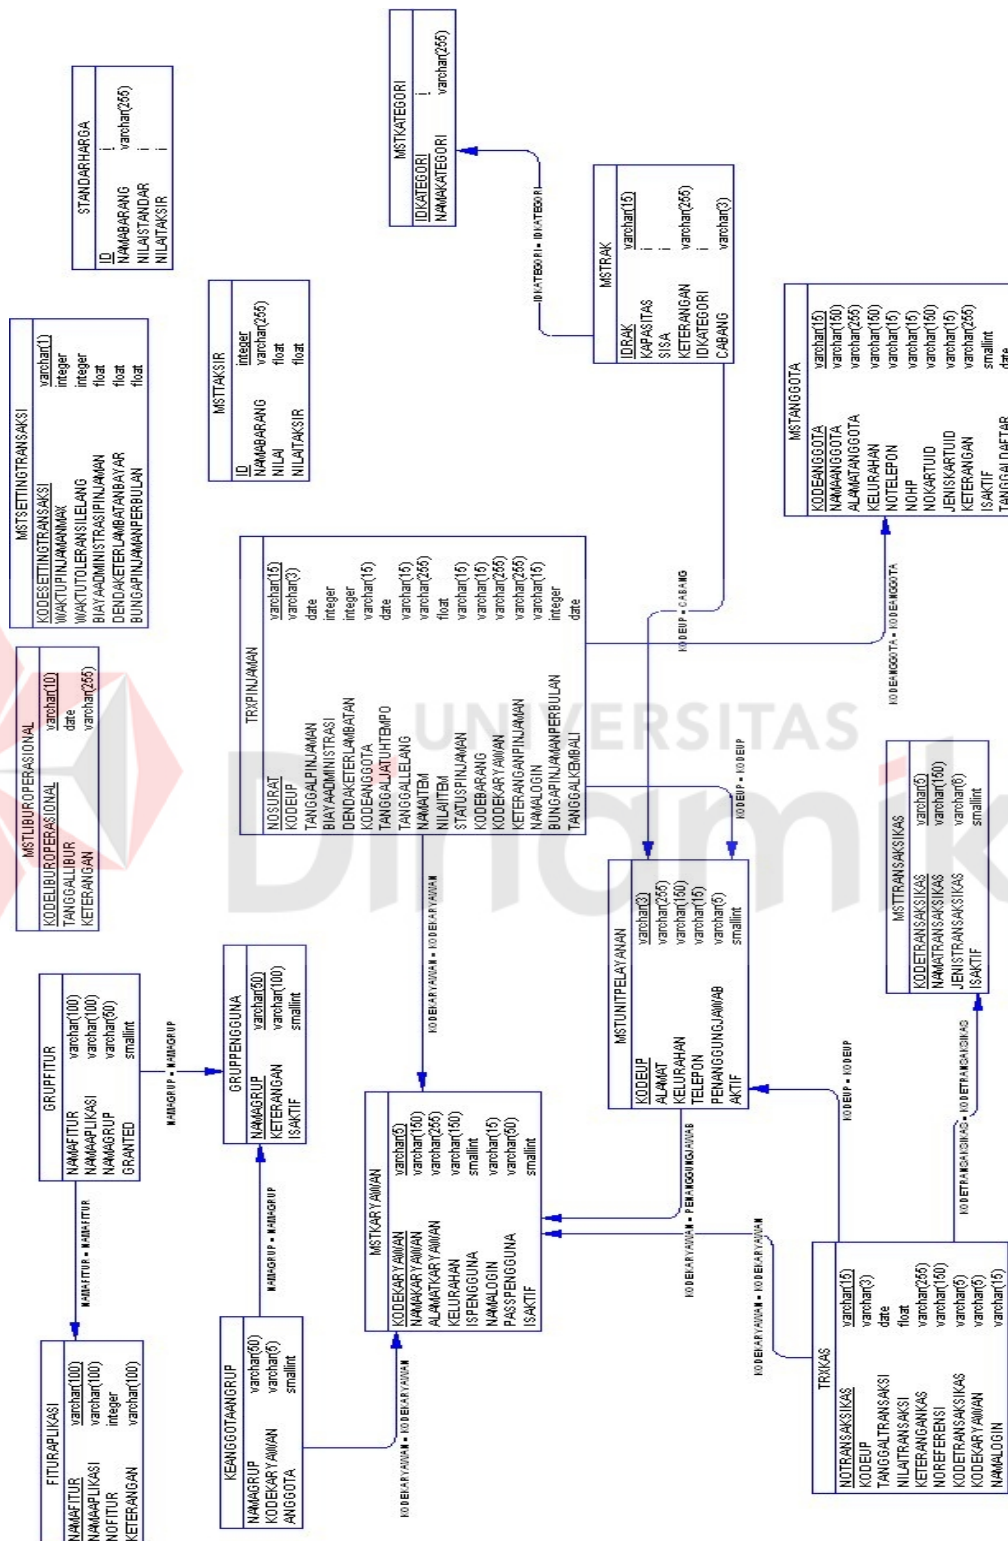 FITURAPLIKASI
NAMAFITUR varchar(100)
NAMAAPLIKASI varchar(100)
NOFITUR integer
KETERANGAN varchar(100)
NAMAFITUR = NAMAFITUR
GRUPFITUR
NAMAFITUR varchar(100)
NAMAAPLIKASI varchar(100)
NAMAGRUP varchar(50)
GRANTED smallint
NAMAGRUP = NAMAGRUP
MSTLIBUROPERASIONAL
KODELIBUROPERASIONAL varchar(10)
TANGGALLIBUR date
KETERANGAN varchar(255)
MSTSETTINGTRANSAKSI
KODESETTINGTRANSAKSI varchar(1)
WAKTUPINJAMANMAX integer
WAKTUTOLERANSILELANG integer
BIAYAADMINISTRASIPINJAMAN float
DENDAKETERLAMBATANBAYAR float
BUNGAPINJAMANPERBULAN float
STANDARHARGA
ID i
NAMABARANG varchar(255)
NILAISTANDAR i
NILAITAKSIR i
KEANGGOTAANGRUP
NAMAGRUP varchar(50)
KODEKARYAWAN varchar(5)
ANGGOTA smallint
NAMAGRUP = NAMAGRUP
KODEKARYAWAN = KODEKARYAWAN
GRUPPENGGUNA
NAMAGRUP varchar(50)
KETERANGAN varchar(100)
ISAKTIF smallint
TRXPINJAMAN
NOSURAT varchar(15)
KODEUP varchar(3)
TANGGALPINJAMAN date
BIAYAADMINISTRASI integer
DENDAKETERLAMBATAN integer
KODEANGGOTA varchar(15)
TANGGALJATUHTEMPO date
TANGGALLELANG varchar(15)
NAMAITEM varchar(255)
NILAIITEM float
STATUSPINJAMAN varchar(15)
KODEBARANG varchar(15)
KODEKARYAWAN varchar(255)
KETERANGANPINJAMAN varchar(255)
NAMALOGIN varchar(15)
BUNGAPINJAMANPERBULAN integer
TANGGALKEMBALI date
MSTTAKSIR
ID integer
NAMABARANG varchar(255)
NILAI float
NILAITAKSIR float
MSTKATEGORI
IDKATEGORI i
NAMAKATEGORI varchar(255)
MSTKARYAWAN
KODEKARYAWAN varchar(5)
NAMAKARYAWAN varchar(150)
ALAMATKARYAWAN varchar(255)
KELURAHAN varchar(150)
ISPENGGUNA smallint
NAMALOGIN varchar(15)
PASSPENGGUNA varchar(50)
ISAKTIF smallint
KODEKARYAWAN = KODEKARYAWAN
IDKATEGORI = IDKATEGORI
MSTRAK
IDRAK varchar(15)
KAPASITAS i
SISA i
KETERANGAN varchar(255)
IDKATEGORI i
CABANG varchar(3)
MSTUNITPELAYANAN
KODEUP varchar(3)
ALAMAT varchar(255)
KELURAHAN varchar(150)
TELEPON varchar(15)
PENANGGUNGJAWAB varchar(5)
AKTIF smallint
KODEKARYAWAN = PENANGGUNGJAWAB
KODEUP = CABANG
KODEUP = KODEUP
KODEKARYAWAN = KODEKARYAWAN
TRXKAS
NOTRANSAKSIKAS varchar(15)
KODEUP varchar(3)
TANGGALTRANSAKSI date
NILAITRANSAKSI float
KETERANGANKAS varchar(255)
NOREFERENSI varchar(150)
KODETRANSAKSIKAS varchar(5)
KODEKARYAWAN varchar(5)
NAMALOGIN varchar(15)
KODEUP = KODEUP
KODETRANSAKSIKAS = KODETRANSAKSIKAS
MSTTRANSAKSIKAS
KODETRANSAKSIKAS varchar(5)
NAMATRANSAKSIKAS varchar(150)
JENISTRANSAKSIKAS varchar(6)
ISAKTIF smallint
KODEANGGOTA = KODEANGGOTA
MSTANGGOTA
KODEANGGOTA varchar(15)
NAMAANGGOTA varchar(150)
ALAMATANGGOTA varchar(255)
KELURAHAN varchar(150)
NOTELEPON varchar(15)
NOHP varchar(15)
NOKARTUID varchar(150)
JENISKARTUID varchar(15)
KETERANGAN varchar(255)
ISAKTIF smallint
TANGGALDAFTAR date
UNIVERSITAS
Dinamik